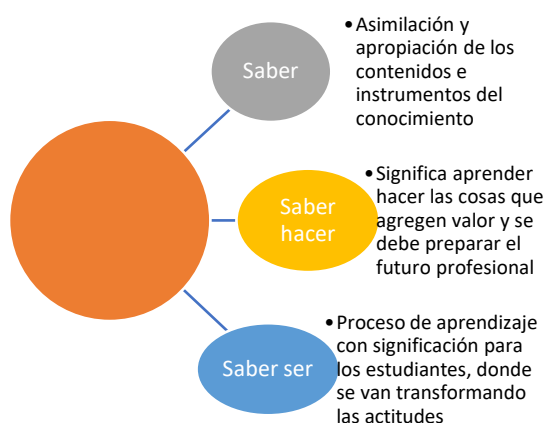 Saber
•Asimilación y
apropiación de los
contenidos e
instrumentos del
conocimiento
Saber
hacer
•Significa aprender
hacer las cosas que
agregen valor y se
debe preparar el
futuro profesional
Saber ser
•Proceso de aprendizaje
con significación para
los estudiantes, donde
se van transformando
las actitudes